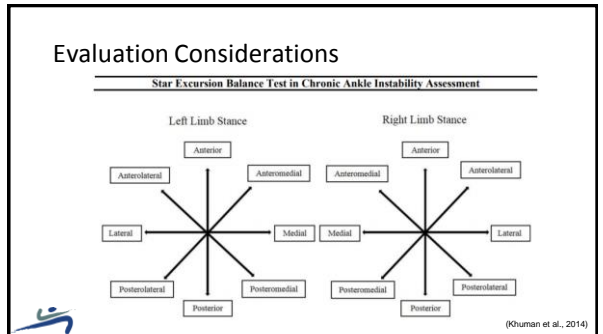 Evaluation Considerations
Star Excursion Balance Test in Chronic Ankle Instability Assessment
Left Limb Stance
Anterior
Anterolateral
Anteromedial
Lateral
Medial
Posterolateral
Posteromedial
Posterior
Right Limb Stance
Anterior
Anteromedial
Anterolateral
Medial
Lateral
Posteromedial
Posterolateral
Posterior
(Khuman et al., 2014)